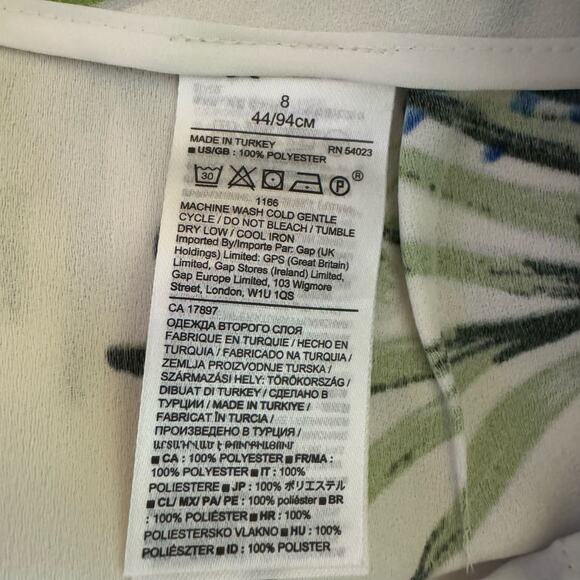 8
44/94CM
MADE IN TURKEY RN 54023
■ US/GB : 100% POLYESTER
30 P ®
1166
MACHINE WASH COLD GENTLE
CYCLE / DO NOT BLEACH / TUMBLE
DRY LOW / COOL IRON
Imported By/Importe Par: Gap (UK
Holdings) Limited: GPS (Great Britain)
Limited, Gap Stores (Ireland) Limited,
Gap Europe Limited, 103 Wigmore
Street, London, W1U 1QS
CA 17897
ОДЕЖДА ВТОРОГО СЛОЯ
FABRIQUE EN TURQUIE / HECHO EN
TURQUIA / FABRICADO NA TURQUIA /
ZEMLJA PROIZVODNJE TURSKA /
SZÁRMAZÁSI HELY: TÖRÖKORSZÁG /
DIBUAT DI TURKEY / СДЕЛАНО В
ТУРЦИИ / MADE IN TURKIYE /
FABRICAT ÎN TURCIA /
ПРОИЗВЕДЕНО В ТУРЦИЯ /
ԱՐՏԱԴՐՎԱԾ Է ԹՈՒՐՔԻԱՅՈՒՄ
■ CA : 100% POLYESTER ■ FR/MA :
100% POLYESTER ■ IT : 100%
POLIESTERE ■ JP : 100% ポリエステル
■ CL/ MX/ PA/ PE : 100% poliéster ■ BR
: 100% POLIÉSTER ■ HR : 100%
POLIESTERSKO VLAKNO ■ HU : 100%
POLIÉSZTER ■ ID : 100% POLISTER